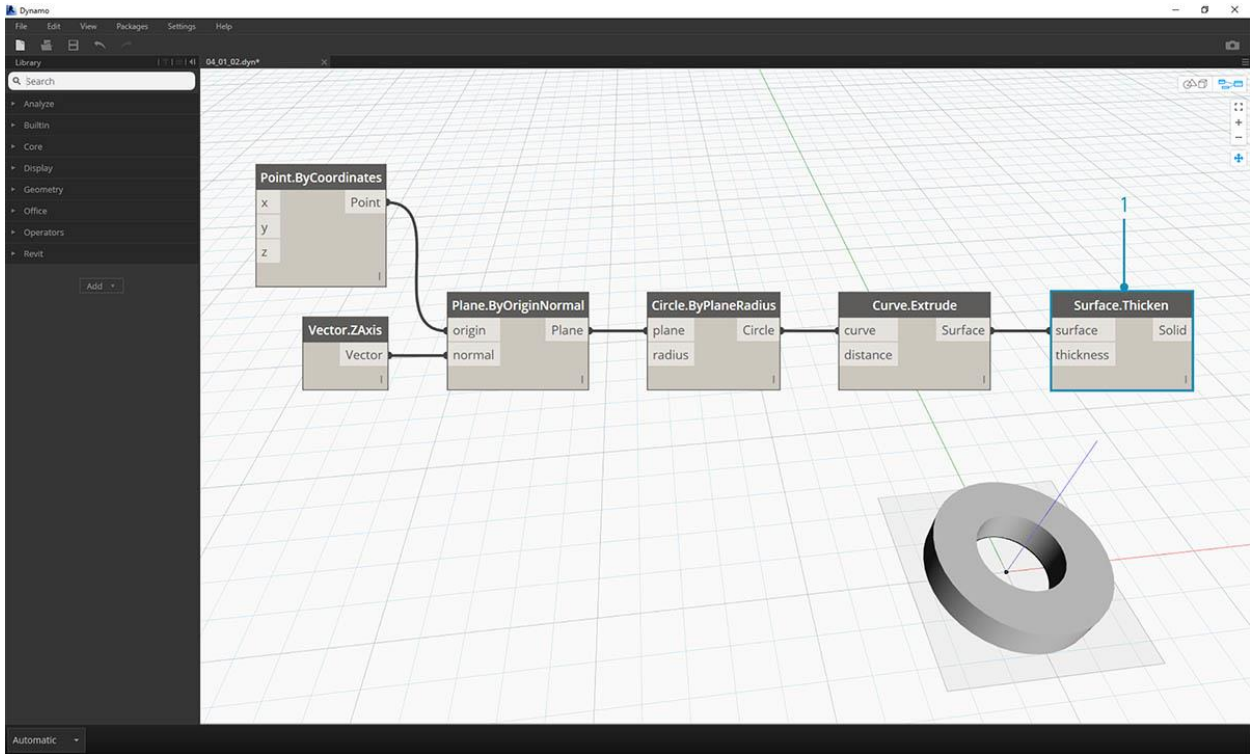 Dynamo
File Edit View Packages Settings Help
Library
04_01_02.dyn*
Search
Analyze
BuiltIn
Core
Display
Geometry
Office
Operators
Revit
Add
Point.ByCoordinates
x Point
y
z
Vector.ZAxis
Vector
Plane.ByOriginNormal
origin Plane
normal
Circle.ByPlaneRadius
plane Circle
radius
Curve.Extrude
curve Surface
distance
1
Surface.Thicken
surface Solid
thickness
Automatic